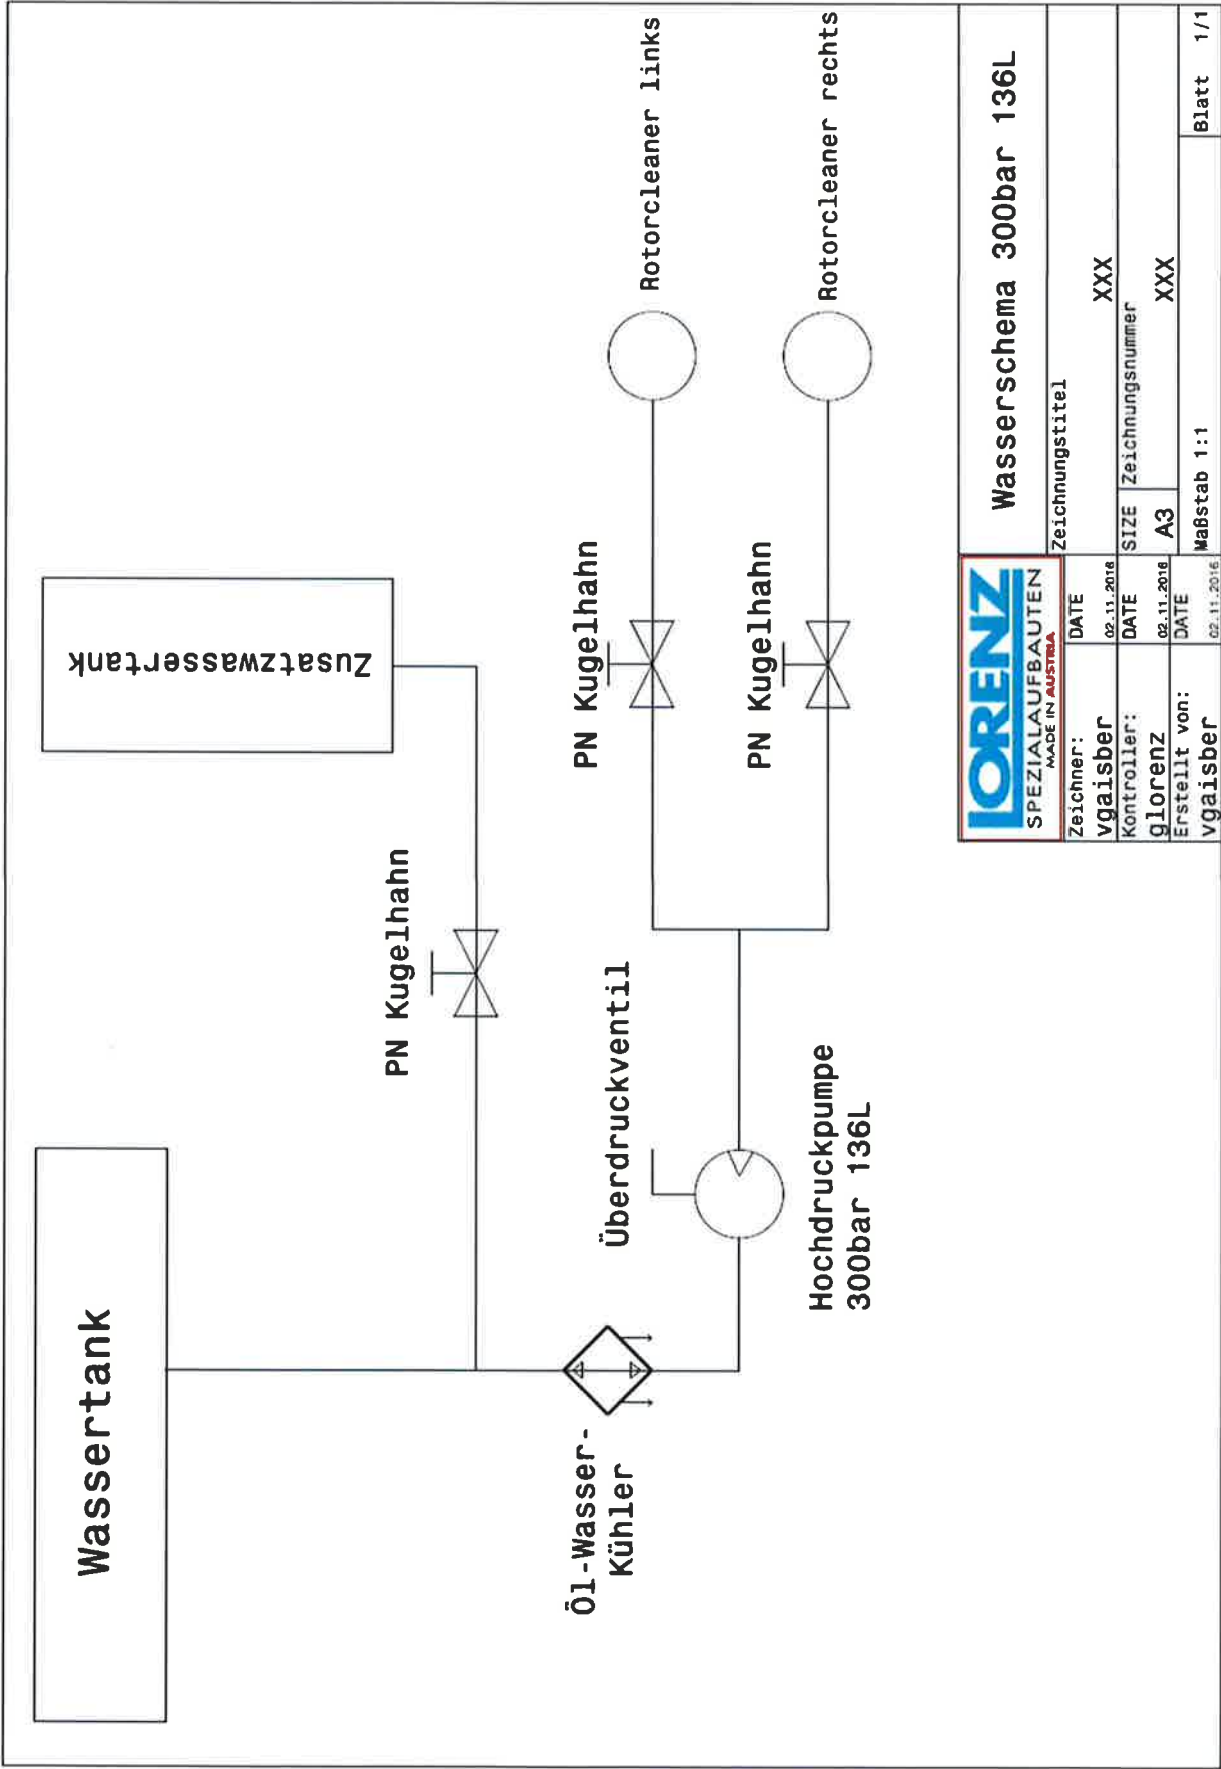 Wassertank
Zusatzwassertank
PN Kugelhahn
Öl-Wasser-
Kühler
Überdruckventil
Hochdruckpumpe
300bar 136L
PN Kugelhahn
Rotorcleaner links
PN Kugelhahn
Rotorcleaner rechts
LORENZ
SPEZIALAUFBAUTEN
MADE IN AUSTRIA
Wasserschema 300bar 136L
Zeichner:
vgaisber
DATE
02.11.2016
Zeichnungstitel
XXX
Kontroller:
glorenz
DATE
02.11.2016
SIZE
A3
Zeichnungsnummer
XXX
Erstellt von:
vgaisber
DATE
02.11.2016
Maßstab 1:1
Blatt 1/1